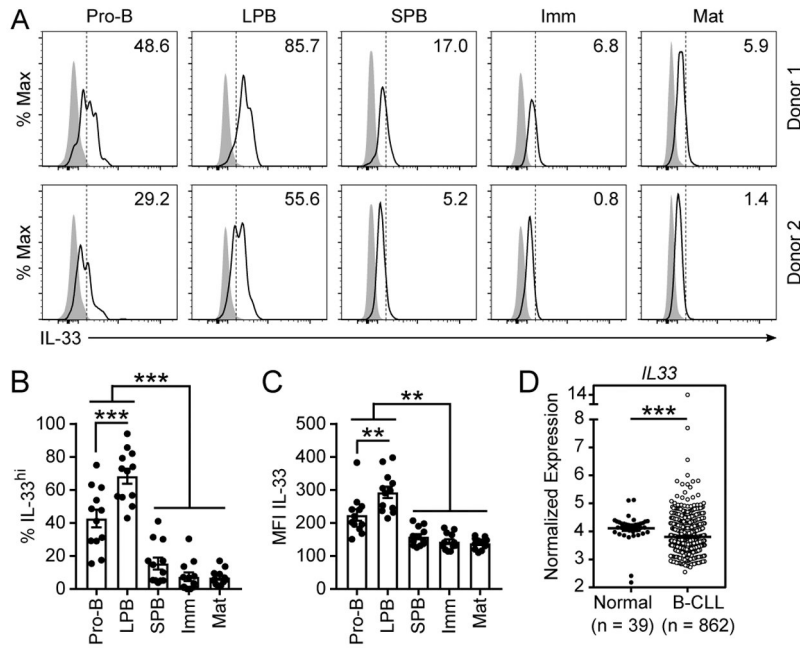 A
Pro-B LPB SPB Imm Mat
% Max 48.6 85.7 17.0 6.8 5.9 Donor 1
% Max 29.2 55.6 5.2 0.8 1.4 Donor 2
IL-33
B
***
***
% IL-33hi
100
80
60
40
20
0
Pro-B LPB SPB Imm Mat
C
**
**
MFI IL-33
500
400
300
200
100
0
Pro-B LPB SPB Imm Mat
D
IL33
***
Normalized Expression
14
8
7
6
5
4
3
2
Normal B-CLL
(n = 39) (n = 862)